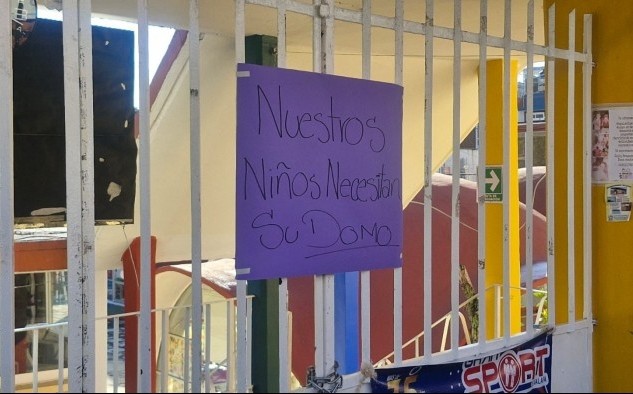 Nuestros
Niños Necesitan
Su Domo
SPORT